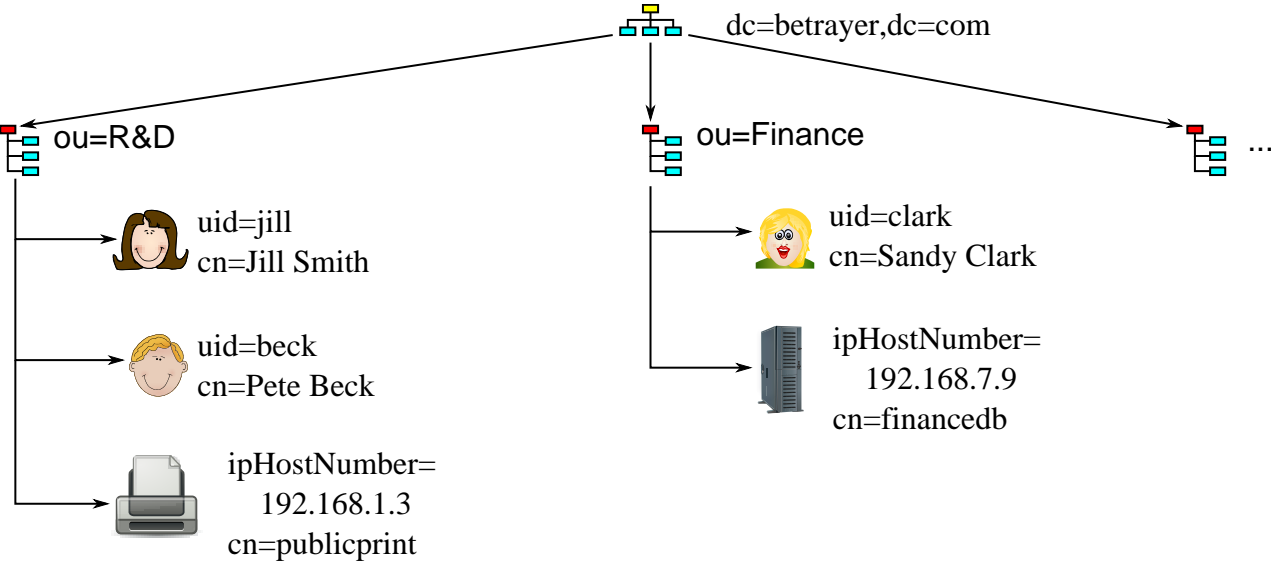 dc=betrayer,dc=com
ou=R&D
ou=Finance
...
uid=jill
cn=Jill Smith
uid=clark
cn=Sandy Clark
uid=beck
cn=Pete Beck
ipHostNumber=
192.168.7.9
cn=financedb
ipHostNumber=
192.168.1.3
cn=publicprint